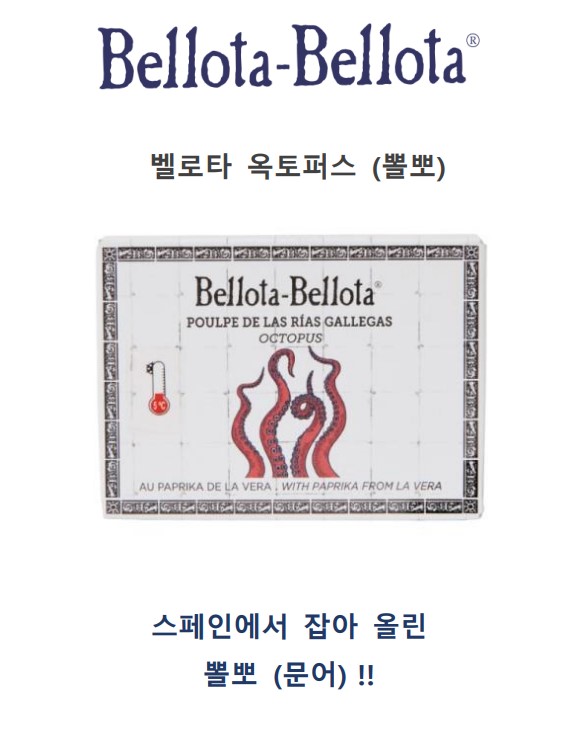 Bellota-Bellota®
벨로타 옥토퍼스 (뽈뽀)
Bellota-Bellota®
POULPE DE LAS RÍAS GALLEGAS
OCTOPUS
5°C
AU PAPRIKA DE LA VERA . WITH PAPRIKA FROM LA VERA
스페인에서 잡아 올린
뽈뽀 (문어) !!